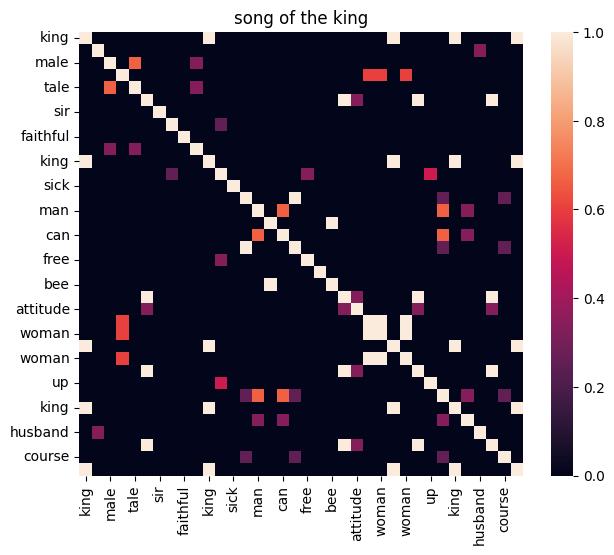 song of the king
king
male
tale
sir
faithful
king
sick
man
can
free
bee
attitude
woman
woman
up
king
husband
course
king
male
tale
sir
faithful
king
sick
man
can
free
bee
attitude
woman
woman
up
king
husband
course
1.0
0.8
0.6
0.4
0.2
0.0